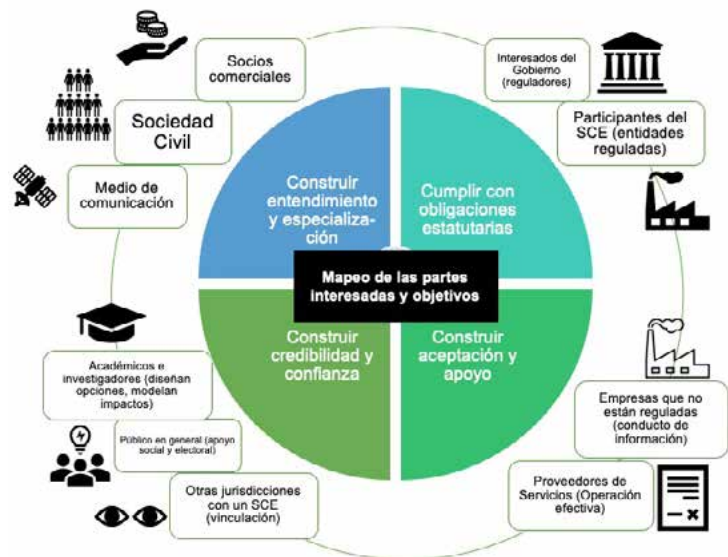 Socios
comerciales
Sociedad
Civil
Medio de
comunicación
Interesados del
Gobierno
(reguladores)
Participantes del
SCE (entidades
reguladas)
Construir
entendimiento
y especializa-
ción
Cumplir con
obligaciones
estatutarias
Mapeo de las partes
interesadas y objetivos
Construir
credibilidad y
confianza
Construir
aceptación y
apoyo
Académicos e
investigadores (diseñan
opciones, modelan
impactos)
Público en general (apoyo
social y electoral)
Otras jurisdicciones
con un SCE
(vinculación)
Empresas que no
están reguladas
(conducto de
información)
Proveedores de
Servicios (Operación
efectiva)